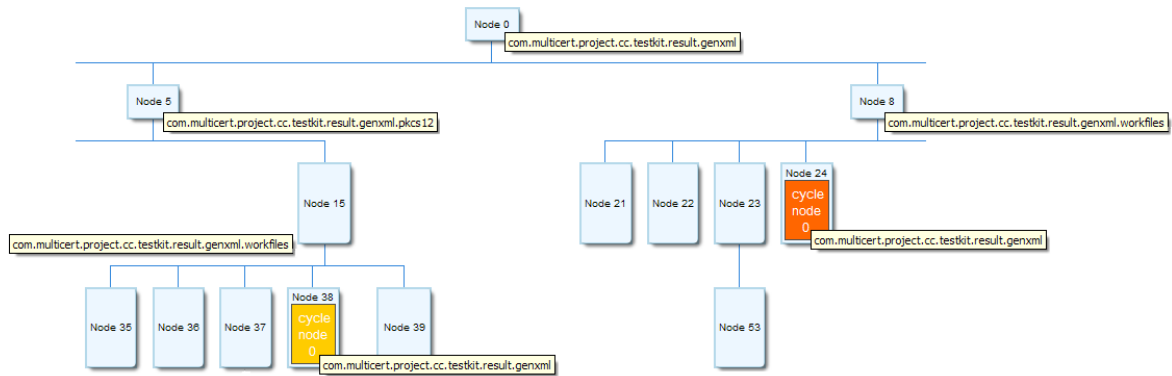 Node 0
com.multicert.project.cc.testkit.result.genxml
Node 5
com.multicert.project.cc.testkit.result.genxml.pkcs12
Node 8
com.multicert.project.cc.testkit.result.genxml.workfiles
Node 15
com.multicert.project.cc.testkit.result.genxml.workfiles
Node 21
Node 22
Node 23
Node 24
cycle
node
0
com.multicert.project.cc.testkit.result.genxml
Node 35
Node 36
Node 37
Node 38
cycle
node
0
com.multicert.project.cc.testkit.result.genxml
Node 39
Node 53